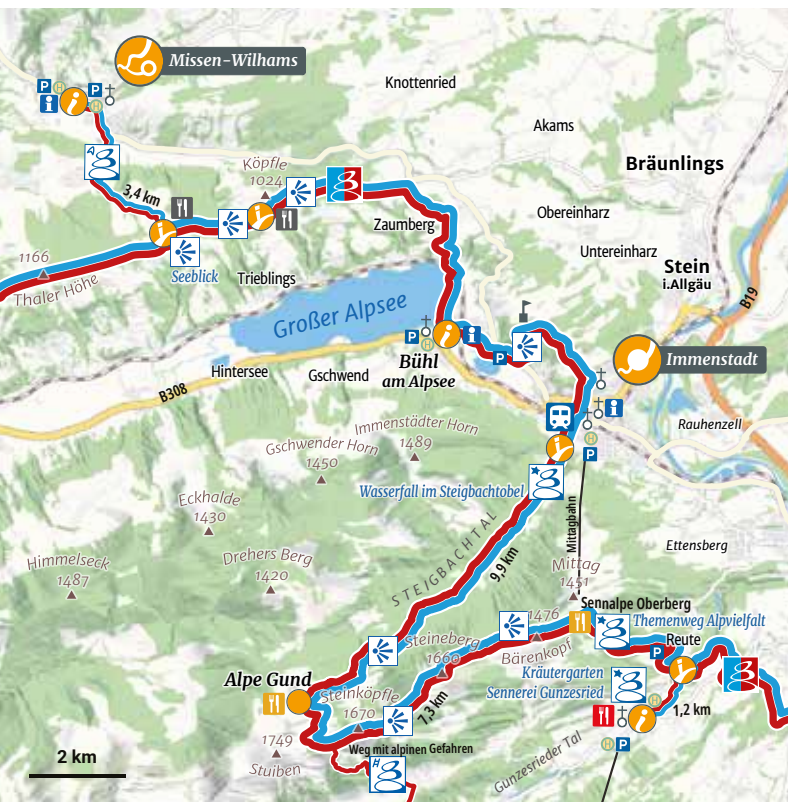 Missen-Wilhams
Knottenried
P
H
P
i
i
H
Akams
Bräunlings
A
Köpfle
1024
3,4 km
Obereinharz
Zaumberg
Untereinharz
1166
Thaler Höhe
Seeblick
Trieblings
Stein
i.Allgäu
B19
Großer Alpsee
P
H
i
i
Bühl
am Alpsee
P
Immenstadt
Hintersee
Gschwend
B308
i
H
P
Rauhenzell
Immenstädter Horn
1489
Gschwender Horn
1450
Wasserfall im Steigbachtobel
Eckhalde
1430
Mittagbahn
STEIGBACHTAL
9,9 km
Ettensberg
Himmelseck
1487
Drehers Berg
1420
Mittag
1451
Sennalpe Oberberg
Themenweg Alpvielfalt
1476
Bärenkopf
Reute
P
Steineberg
1660
Kräutergarten
Sennerei Gunzesried
Alpe Gund
Steinköpfle
1670
7,3 km
H
1,2 km
i
H
P
1749
Stuiben
Weg mit alpinen Gefahren
H
Gunzesrieder Tal
2 km